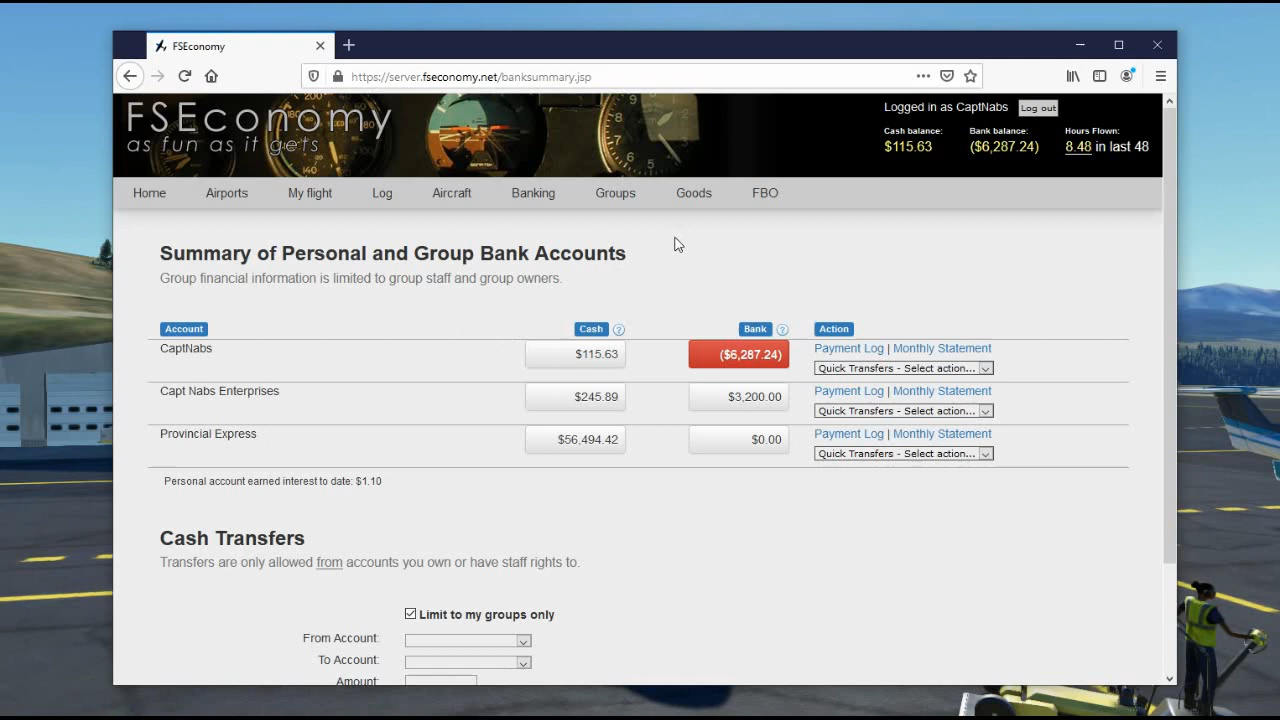 FSEconomy
https://server.fseconomy.net/banksummary.jsp
FSEconomy
as fun as it gets
Logged in as CaptNabs Log out
Cash balance: Bank balance: Hours Flown:
$115.63 ($6,287.24) 8.48 in last 48
Home Airports My flight Log Aircraft Banking Groups Goods FBO
Summary of Personal and Group Bank Accounts
Group financial information is limited to group staff and group owners.
Account Cash ? Bank ? Action
CaptNabs $115.63 ($6,287.24) Payment Log | Monthly Statement
Quick Transfers - Select action...
Capt Nabs Enterprises $245.89 $3,200.00 Payment Log | Monthly Statement
Quick Transfers - Select action...
Provincial Express $56,494.42 $0.00 Payment Log | Monthly Statement
Quick Transfers - Select action...
Personal account earned interest to date: $1.10
Cash Transfers
Transfers are only allowed from accounts you own or have staff rights to.
Limit to my groups only
From Account:
To Account:
Amount: